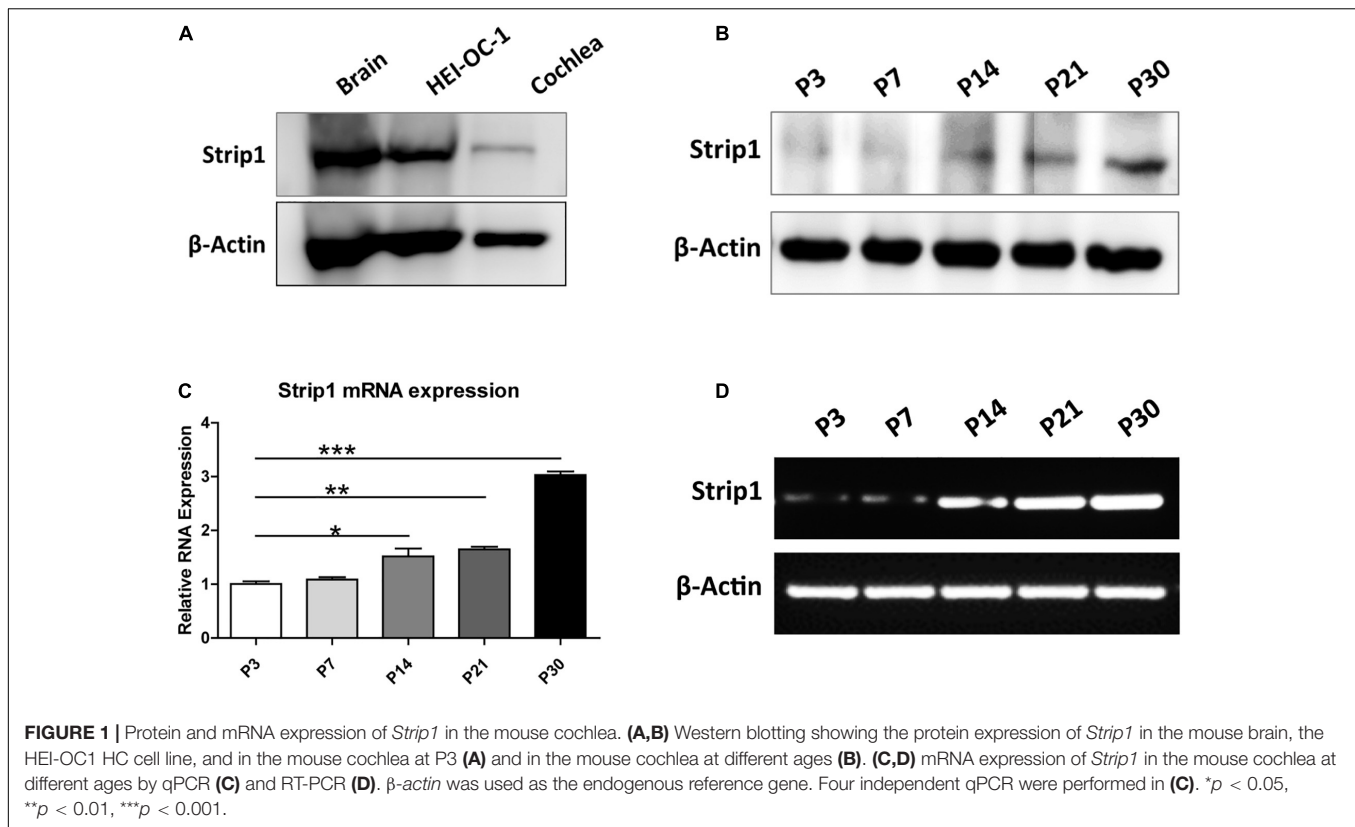 A
Brain HEI-OC-1 Cochlea
Strip1
β-Actin
B
P3 P7 P14 P21 P30
Strip1
β-Actin
C
Strip1 mRNA expression
Relative RNA Expression
4
3
2
1
0
***
**
*
P3 P7 P14 P21 P30
D
P3 P7 P14 P21 P30
Strip1
β-Actin
FIGURE 1 | Protein and mRNA expression of Strip1 in the mouse cochlea. (A,B) Western blotting showing the protein expression of Strip1 in the mouse brain, the
HEI-OC1 HC cell line, and in the mouse cochlea at P3 (A) and in the mouse cochlea at different ages (B). (C,D) mRNA expression of Strip1 in the mouse cochlea at
different ages by qPCR (C) and RT-PCR (D). β-actin was used as the endogenous reference gene. Four independent qPCR were performed in (C). *p < 0.05,
**p < 0.01, ***p < 0.001.